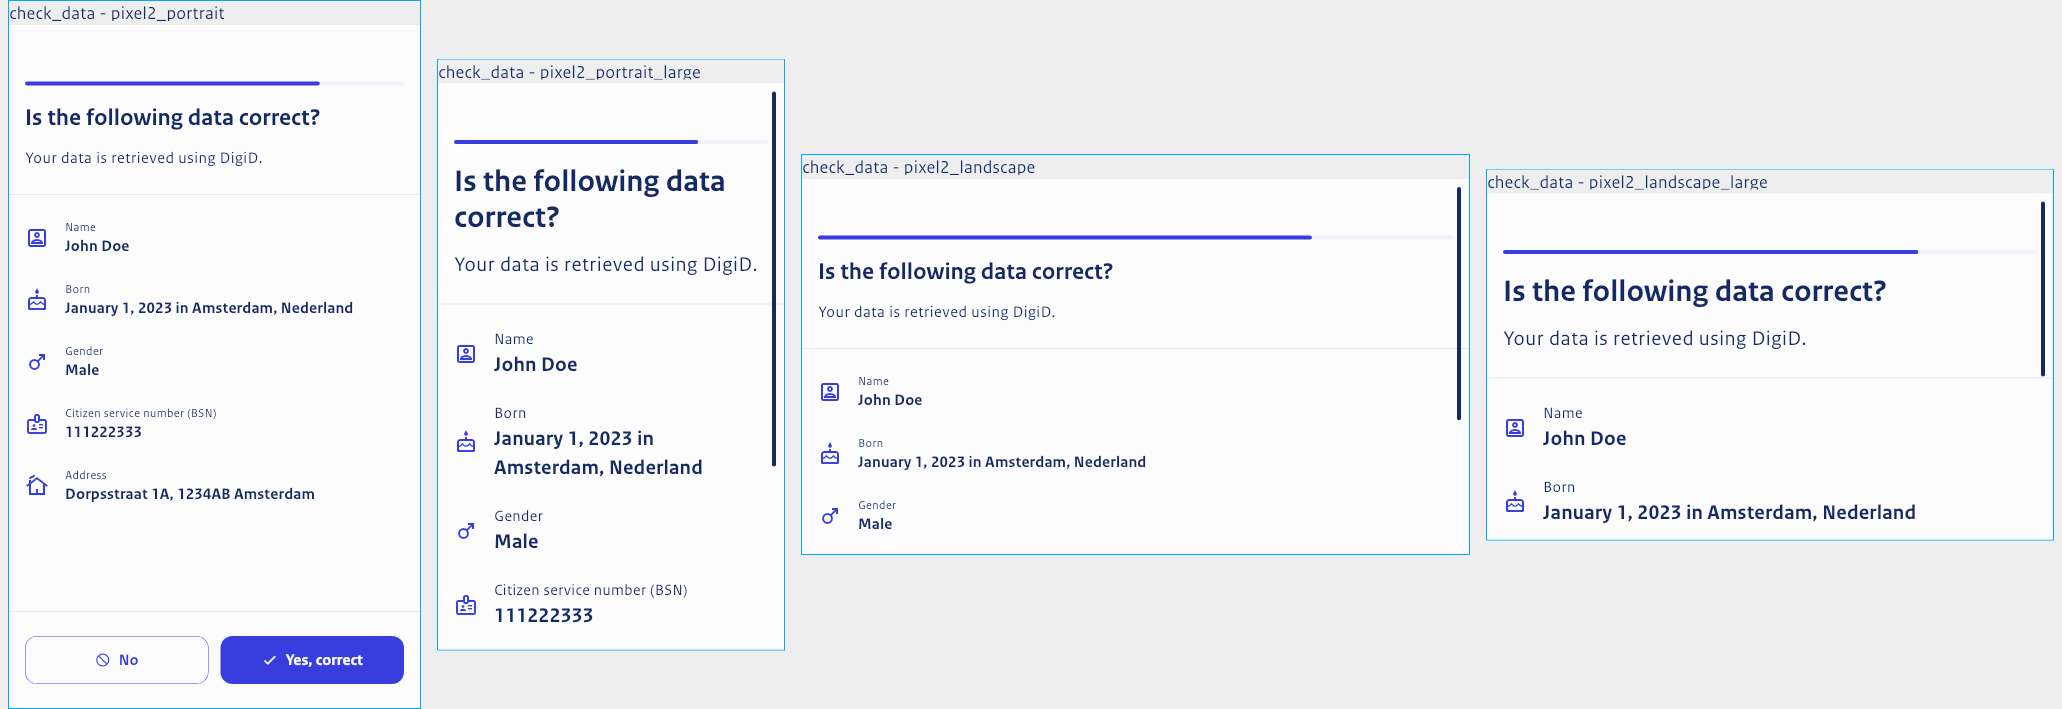 check_data - pixel2_portrait
Is the following data correct?
Your data is retrieved using DigiD.
Name
John Doe
Born
January 1, 2023 in Amsterdam, Nederland
Gender
Male
Citizen service number (BSN)
111222333
Address
Dorpsstraat 1A, 1234AB Amsterdam
No
Yes, correct
check_data - pixel2_portrait_large
Is the following data
correct?
Your data is retrieved using DigiD.
Name
John Doe
Born
January 1, 2023 in
Amsterdam, Nederland
Gender
Male
Citizen service number (BSN)
111222333
check_data - pixel2_landscape
Is the following data correct?
Your data is retrieved using DigiD.
Name
John Doe
Born
January 1, 2023 in Amsterdam, Nederland
Gender
Male
check_data - pixel2_landscape_large
Is the following data correct?
Your data is retrieved using DigiD.
Name
John Doe
Born
January 1, 2023 in Amsterdam, Nederland